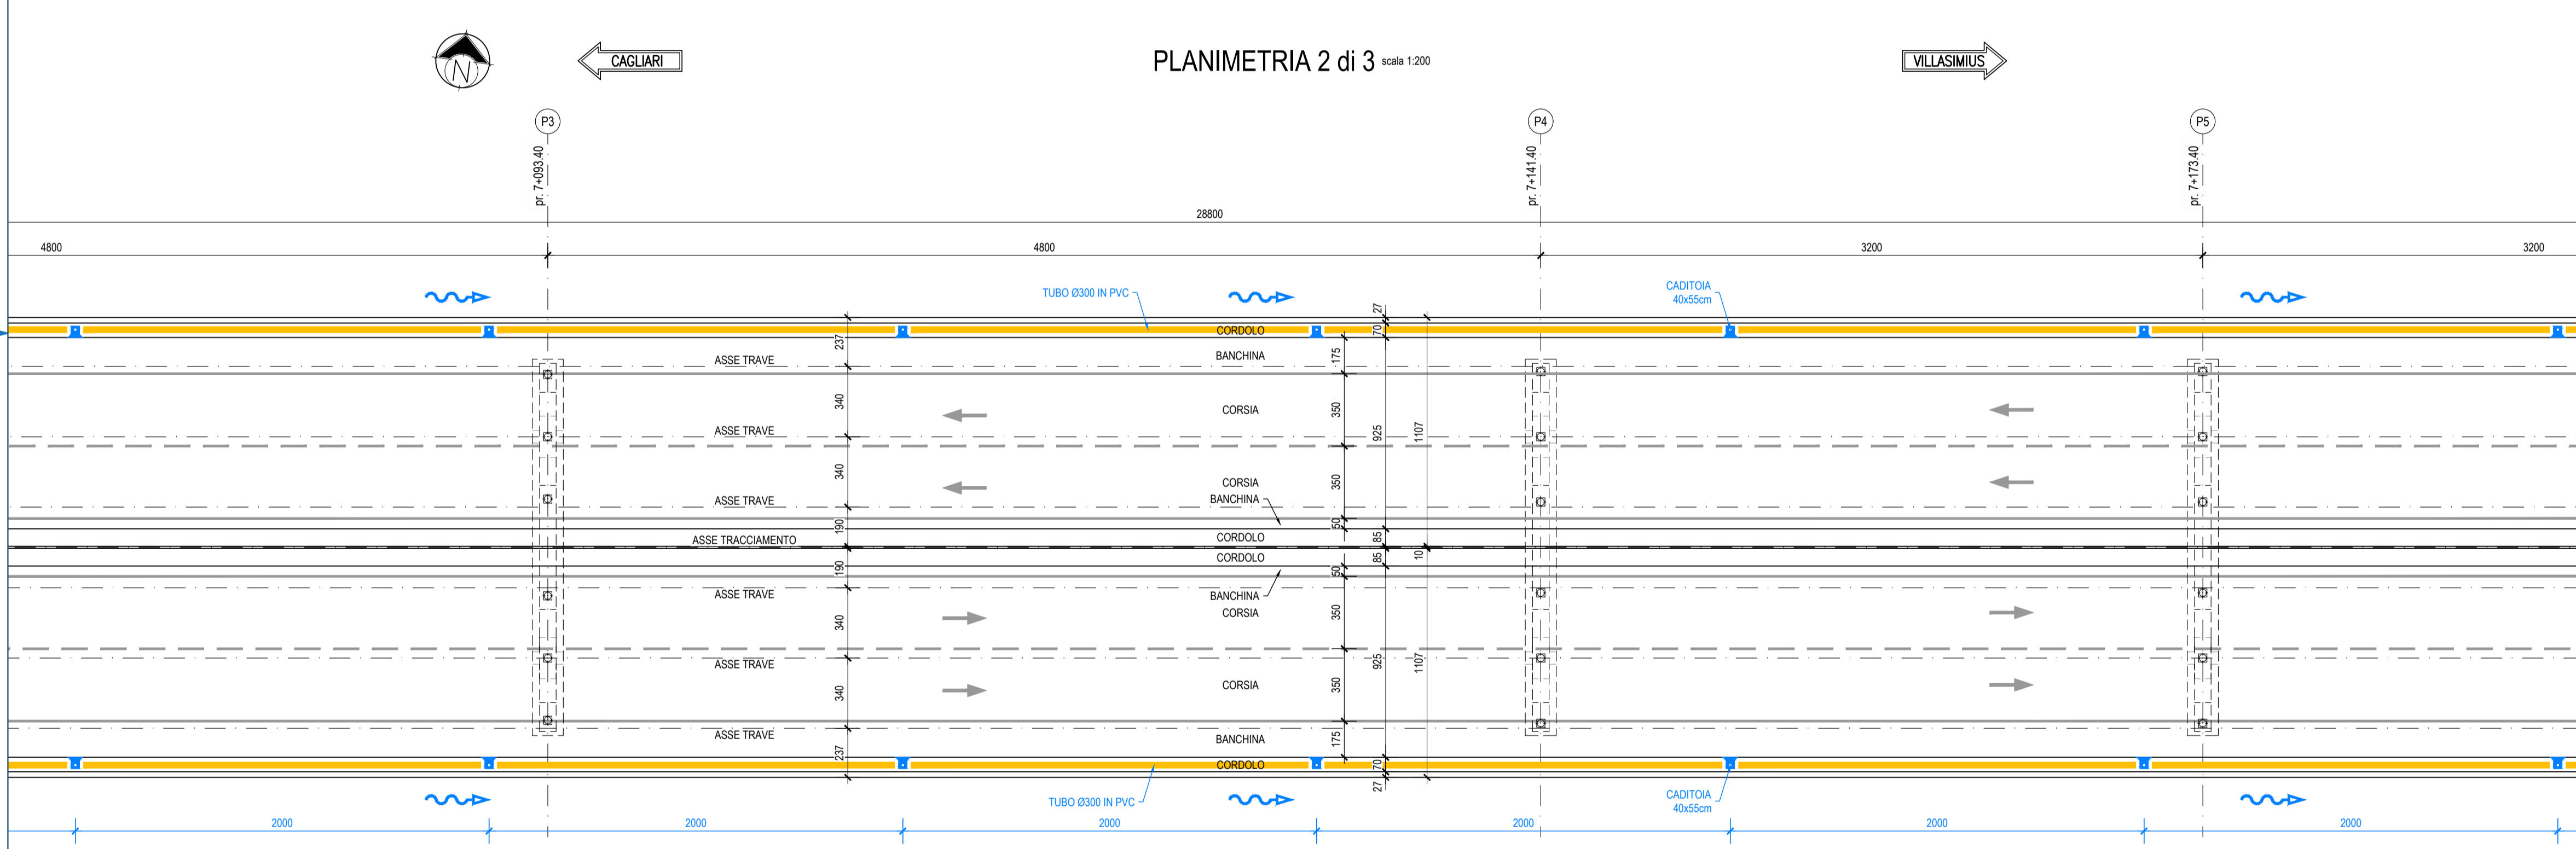 N
CAGLIARI
PLANIMETRIA 2 di 3 scala 1:200
VILLASIMIUS
P3
P4
P5
pr. 7+093.40
pr. 7+141.40
pr. 7+173.40
28800
4800
4800
3200
3200
TUBO Ø300 IN PVC
CADITOIA
40x55cm
27
70
CORDOLO
237
175
BANCHINA
ASSE TRAVE
340
350
CORSIA
925
1107
ASSE TRAVE
340
350
CORSIA
BANCHINA
ASSE TRAVE
190
50
85
CORDOLO
ASSE TRACCIAMENTO
10
CORDOLO
85
190
50
BANCHINA
ASSE TRAVE
CORSIA
340
350
925
1107
ASSE TRAVE
340
350
CORSIA
ASSE TRAVE
BANCHINA
175
237
70
CORDOLO
27
TUBO Ø300 IN PVC
CADITOIA
40x55cm
2000
2000
2000
2000
2000
2000